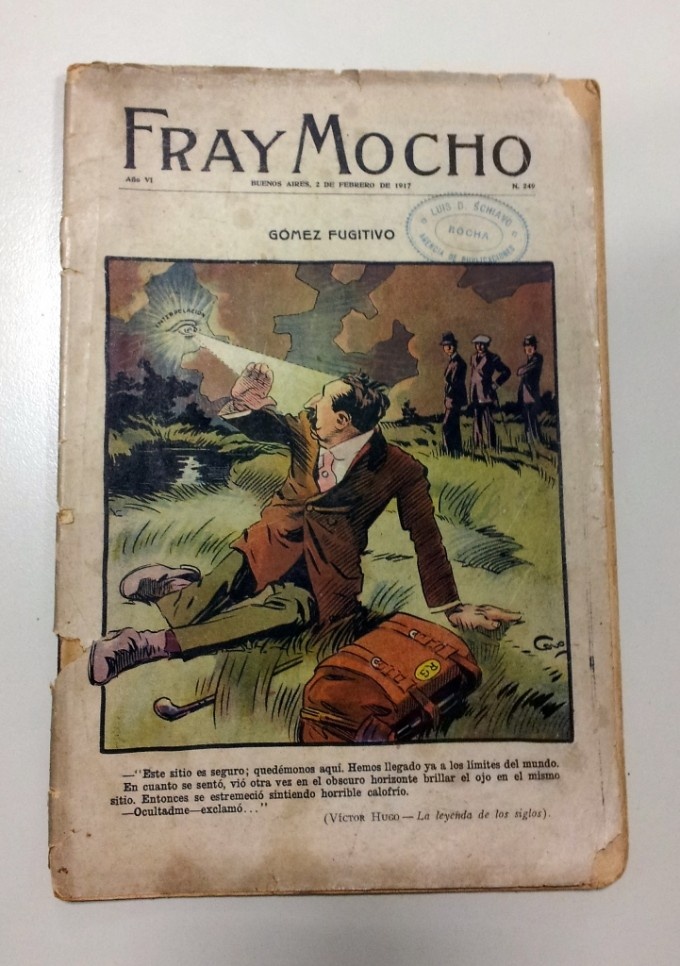 FRAY MOCHO
Año VI BUENOS AIRES, 2 DE FEBRERO DE 1917 N. 249
LUIS D. SCHIAVO
ROCHA
AGENCIA DE PUBLICACIONES
GÓMEZ FUGITIVO
INTERPELACIÓN
R.G
—"Este sitio es seguro; quedémonos aquí. Hemos llegado ya a los límites del mundo.
En cuanto se sentó, vió otra vez en el obscuro horizonte brillar el ojo en el mismo
sitio. Entonces se estremeció sintiendo horrible calofrío.
—Ocultadme—exclamó..."
(VÍCTOR HUGO — La leyenda de los siglos).